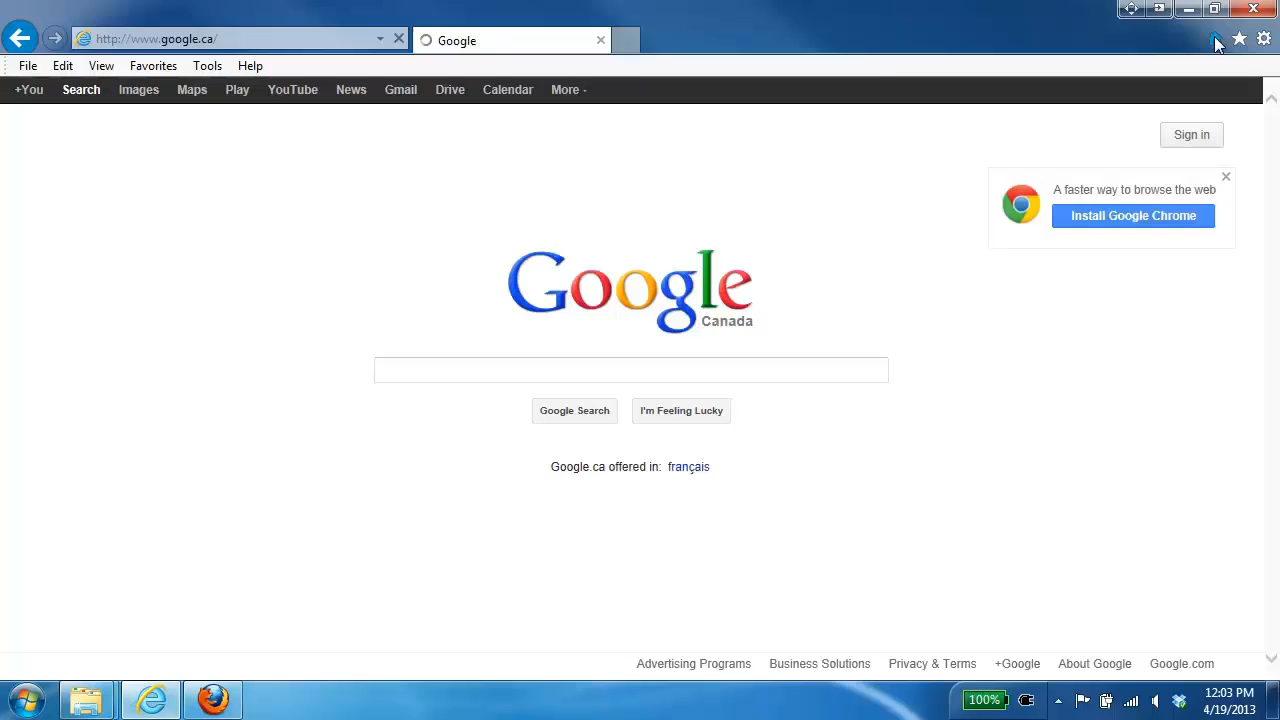 http://www.google.ca/
Google
File Edit View Favorites Tools Help
+You Search Images Maps Play YouTube News Gmail Drive Calendar More
Sign in
A faster way to browse the web
Install Google Chrome
Google
Canada
Google Search I'm Feeling Lucky
Google.ca offered in: français
Advertising Programs Business Solutions Privacy & Terms +Google About Google Google.com
100%
12:03 PM
4/19/2013